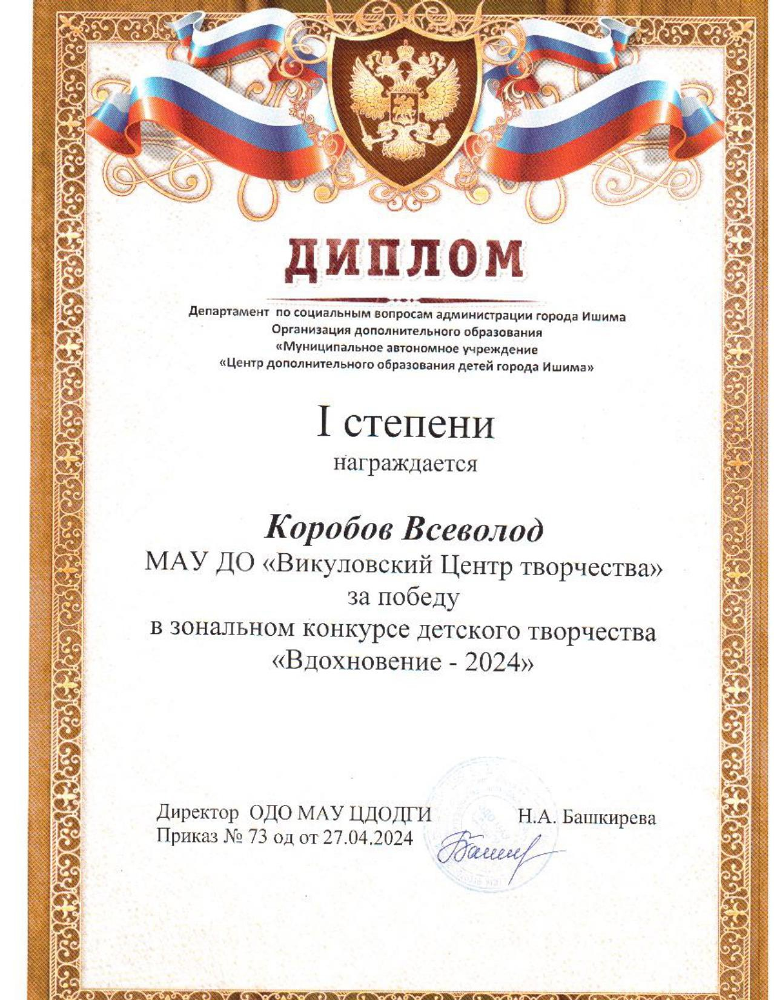 ДИПЛОМ
Департамент по социальным вопросам администрации города Ишима
Организация дополнительного образования
«Муниципальное автономное учреждение
«Центр дополнительного образования детей города Ишима»
I степени
награждается
Коробов Всеволод
МАУ ДО «Викуловский Центр творчества»
за победу
в зональном конкурсе детского творчества
«Вдохновение - 2024»
Директор ОДО МАУ ЦДОДГИ Н.А. Башкирева
Приказ № 73 од от 27.04.2024